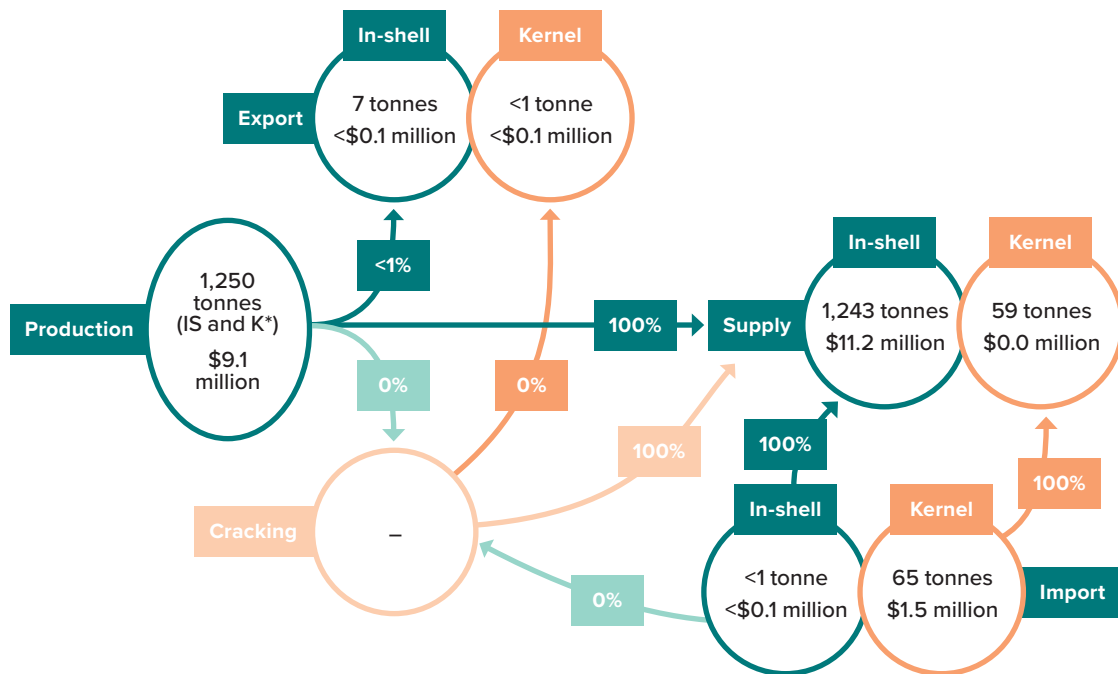 In-shell
Kernel
Export
7 tonnes
<$0.1 million
<1 tonne
<$0.1 million
<1%
Production
1,250
tonnes
(IS and K*)
$9.1
million
100%
0%
0%
In-shell
Kernel
Supply
1,243 tonnes
$11.2 million
59 tonnes
$0.0 million
100%
100%
100%
Cracking
–
0%
In-shell
Kernel
<1 tonne
<$0.1 million
65 tonnes
$1.5 million
Import